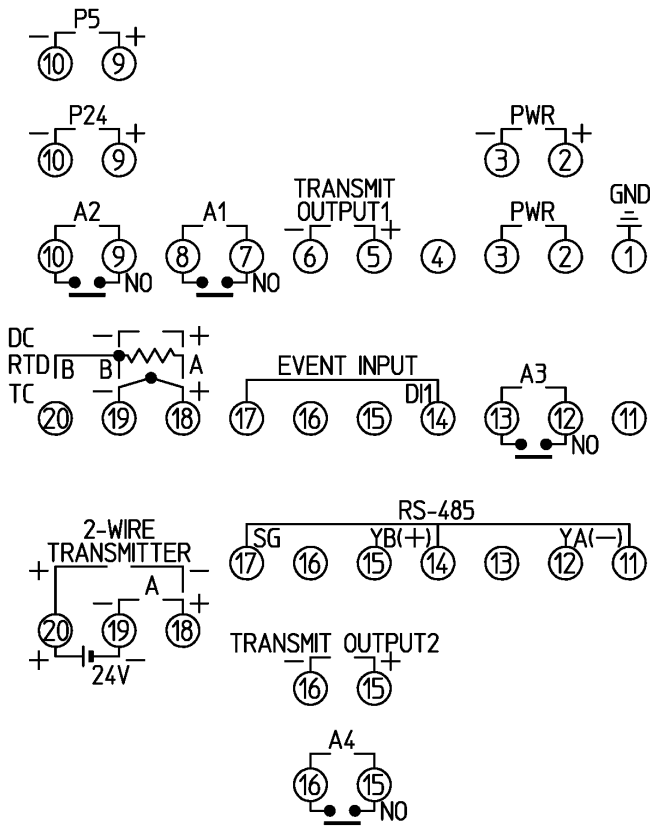 P5
− +
10 9
P24 PWR
− + − +
10 9 3 2
TRANSMIT GND
A2 A1 OUTPUT1 PWR
− +
10 9 8 7 6 5 4 3 2 1
NO NO
DC − +
RTD B B A EVENT INPUT A3
TC − + DI1
20 19 18 17 16 15 14 13 12 11
NO
RS-485
2-WIRE SG YB(+) YA(−)
TRANSMITTER 17 16 15 14 13 12 11
+ −
A
− +
20 19 18
TRANSMIT OUTPUT2
+ − − +
24V
16 15
A4
16 15
NO